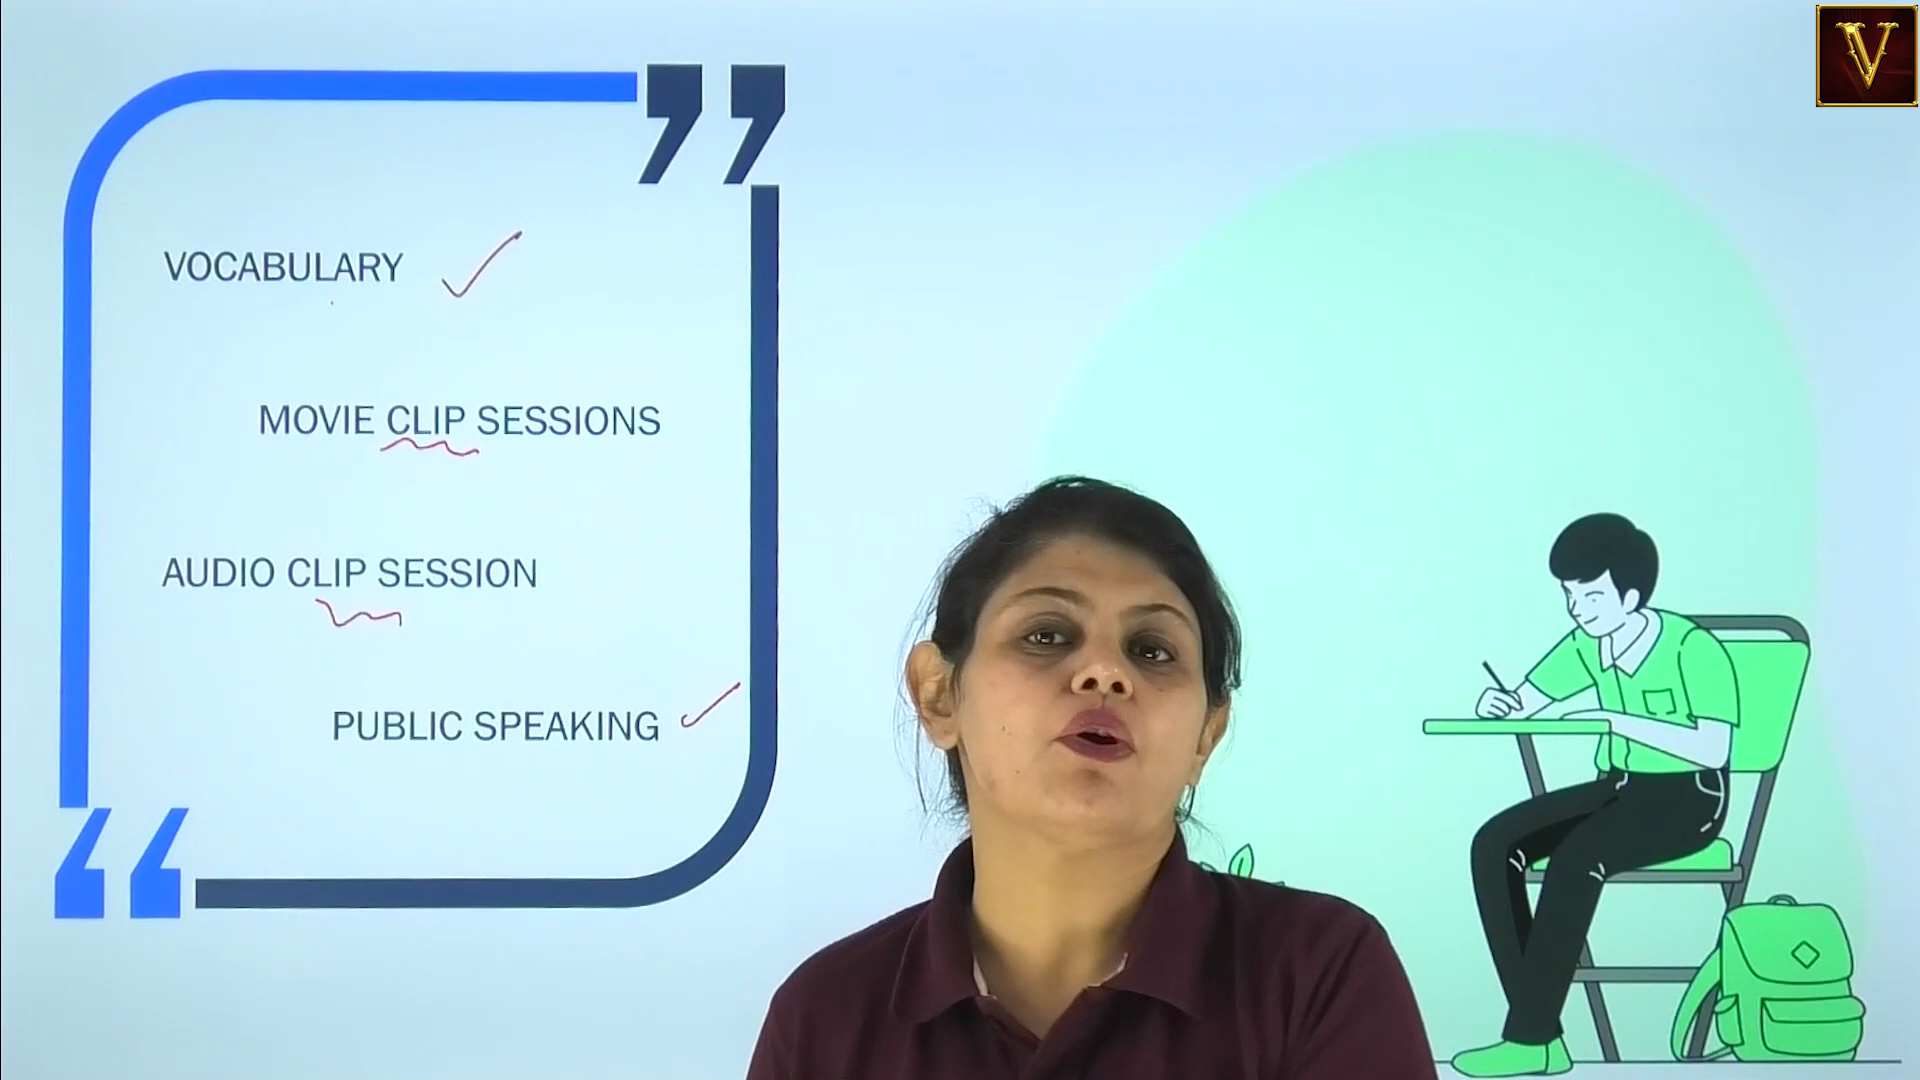 V
VOCABULARY
MOVIE CLIP SESSIONS
AUDIO CLIP SESSION
PUBLIC SPEAKING